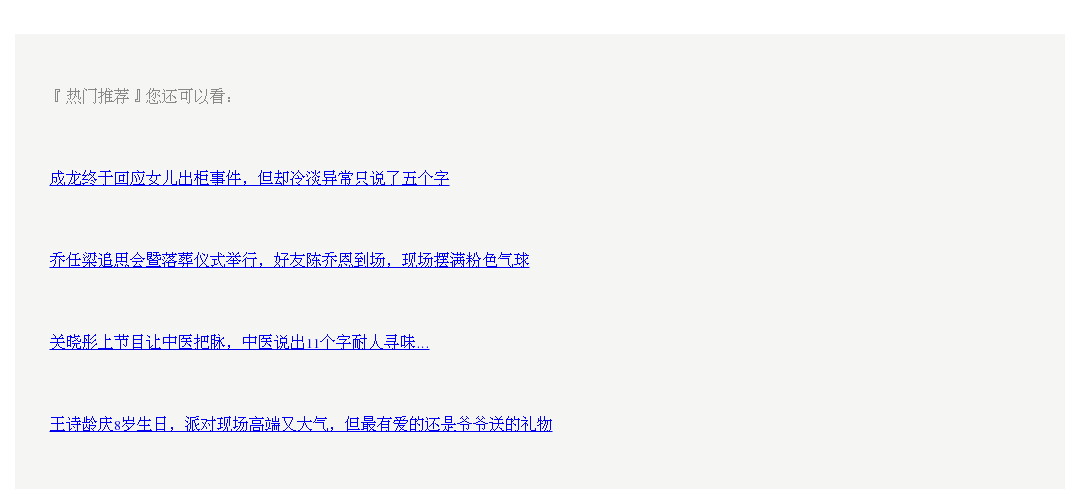 『 热门推荐 』您还可以看：
成龙终于回应女儿出柜事件，但却冷淡异常只说了五个字
乔任梁追思会暨落葬仪式举行，好友陈乔恩到场，现场摆满粉色气球
关晓彤上节目让中医把脉，中医说出11个字耐人寻味...
王诗龄庆8岁生日，派对现场高端又大气，但最有爱的还是爷爷送的礼物